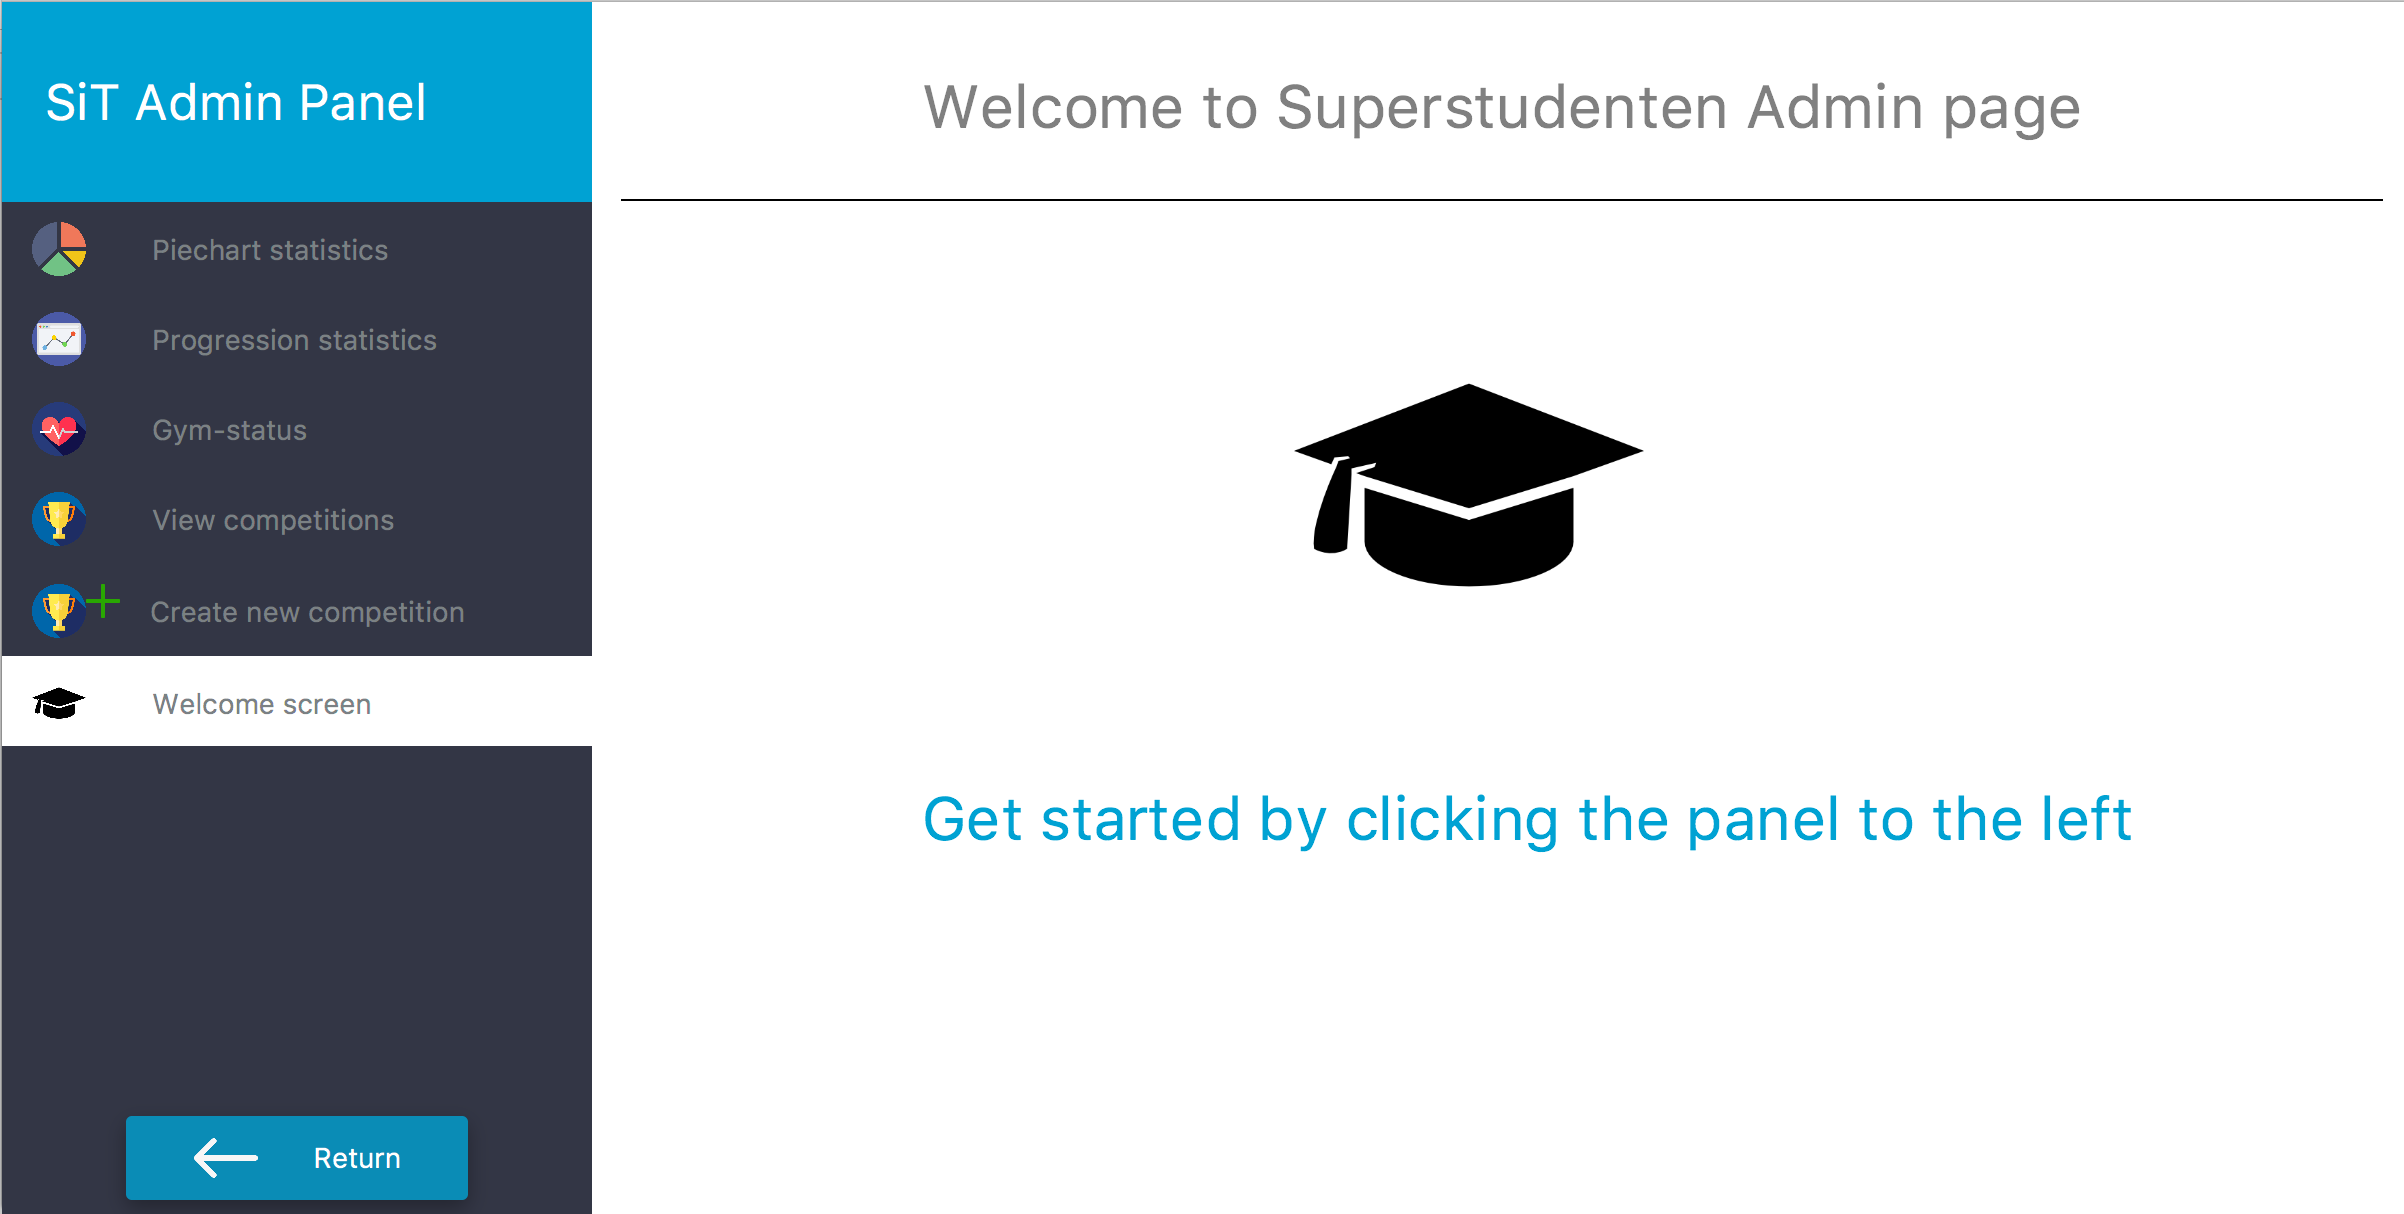 SiT Admin Panel
Piechart statistics
Progression statistics
Gym-status
View competitions
Create new competition
Welcome screen
Return
Welcome to Superstudenten Admin page
Get started by clicking the panel to the left